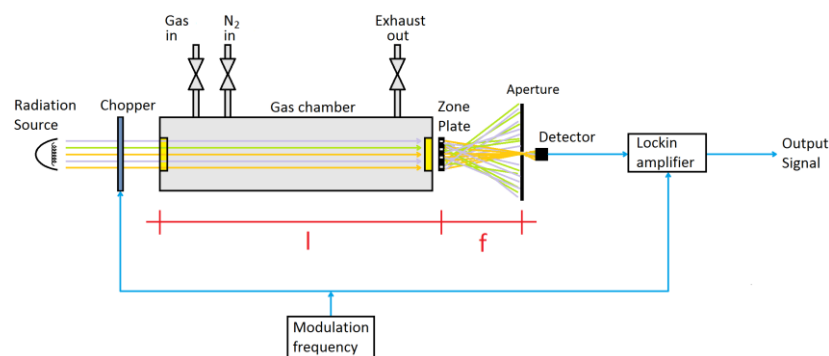 Gas
in
N₂
in
Exhaust
out
Radiation
Source
Chopper
Gas chamber
Zone
Plate
Aperture
Detector
Lockin
amplifier
Output
Signal
l
f
Modulation
frequency